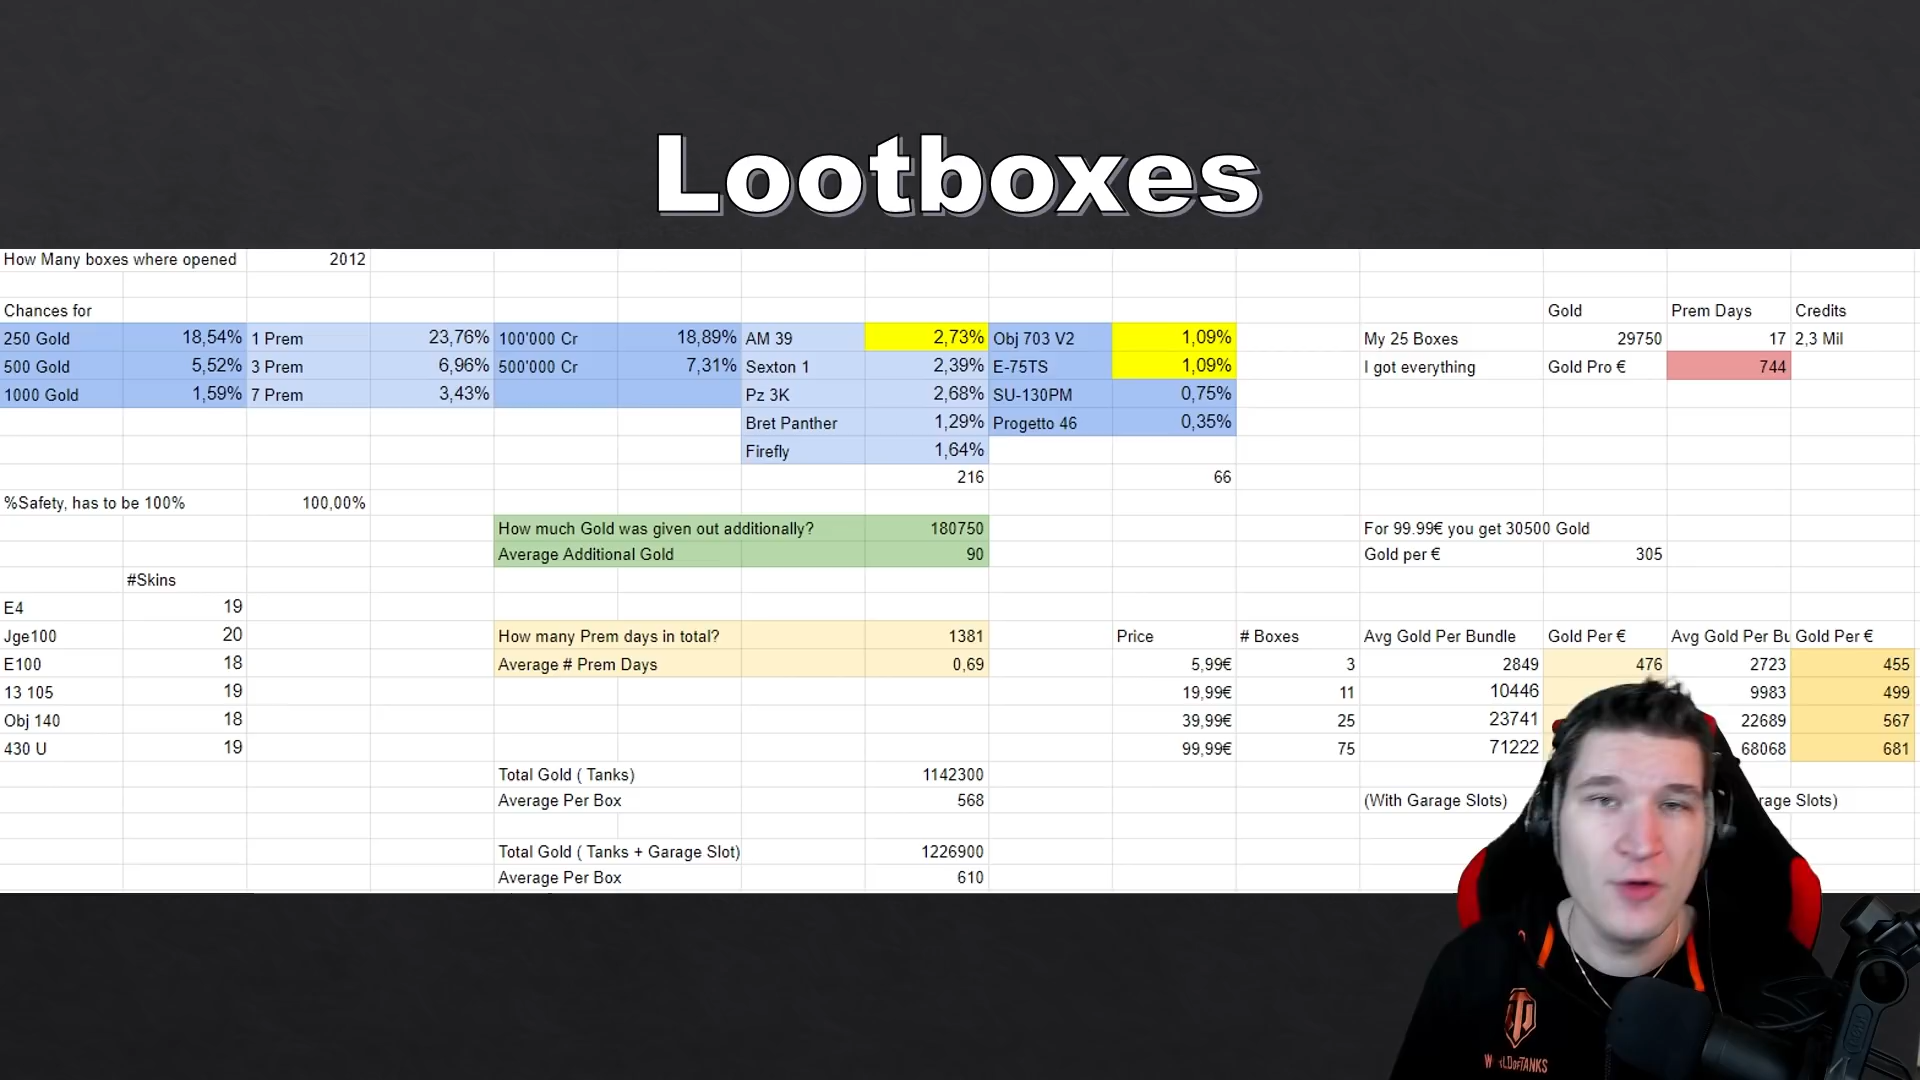 Lootboxes
How Many boxes where opened 2012
Chances for Gold Prem Days Credits
250 Gold 18,54% 1 Prem 23,76% 100'000 Cr 18,89% AM 39 2,73% Obj 703 V2 1,09% My 25 Boxes 29750 17 2,3 Mil
500 Gold 5,52% 3 Prem 6,96% 500'000 Cr 7,31% Sexton 1 2,39% E-75TS 1,09% I got everything Gold Pro € 744
1000 Gold 1,59% 7 Prem 3,43% Pz 3K 2,68% SU-130PM 0,75%
Bret Panther 1,29% Progetto 46 0,35%
Firefly 1,64%
216 66
%Safety, has to be 100% 100,00%
How much Gold was given out additionally? 180750 For 99.99€ you get 30500 Gold
Average Additional Gold 90 Gold per € 305
#Skins
E4 19
Jge100 20 How many Prem days in total? 1381 Price # Boxes Avg Gold Per Bundle Gold Per € Avg Gold Per Bu Gold Per €
E100 18 Average # Prem Days 0,69 5,99€ 3 2849 476 2723 455
13 105 19 19,99€ 11 10446 9983 499
Obj 140 18 39,99€ 25 23741 22689 567
430 U 19 99,99€ 75 71222 68068 681
Total Gold ( Tanks) 1142300
Average Per Box 568 (With Garage Slots) Slots)
Total Gold ( Tanks + Garage Slot) 1226900
Average Per Box 610
WORLD OF TANKS